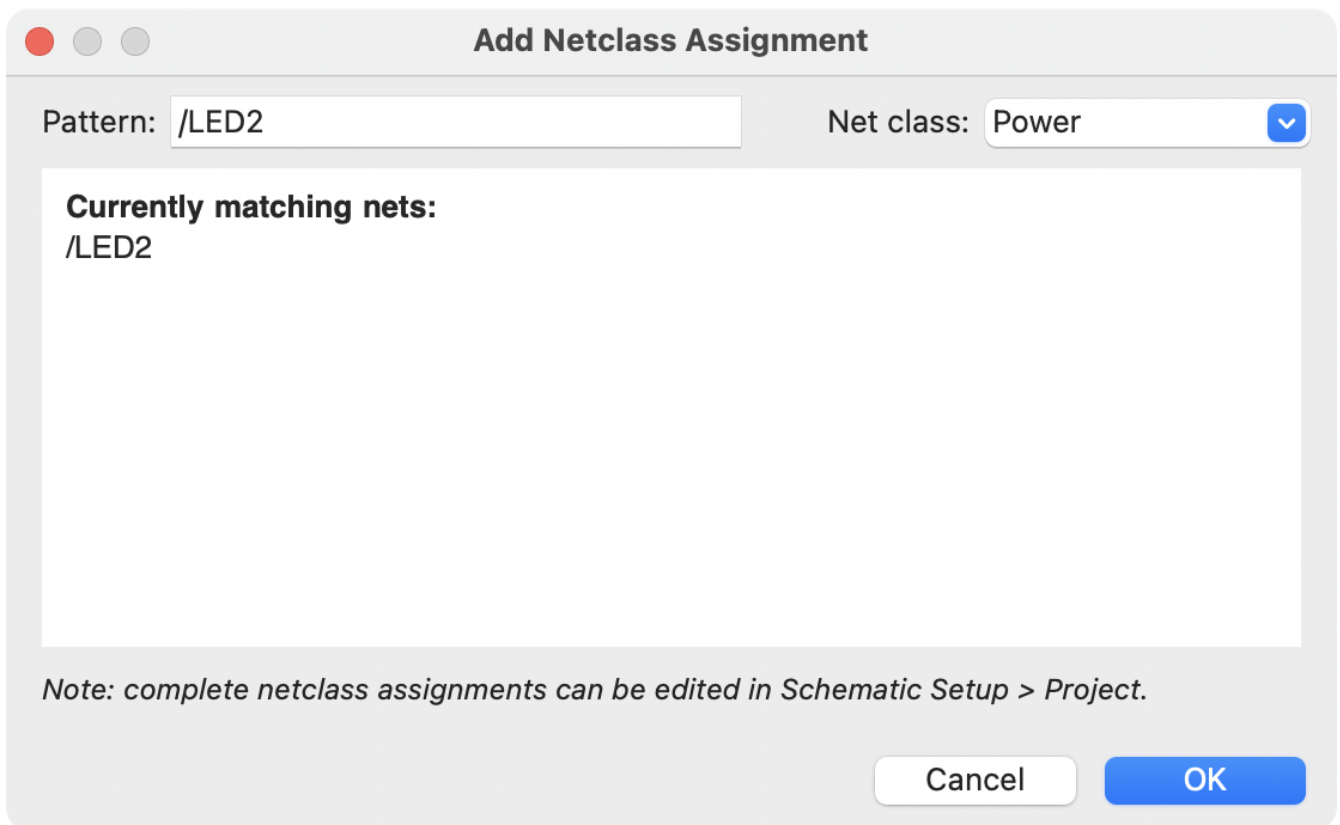 Add Netclass Assignment
Pattern: /LED2 Net class: Power
Currently matching nets:
/LED2
Note: complete netclass assignments can be edited in Schematic Setup > Project.
Cancel OK